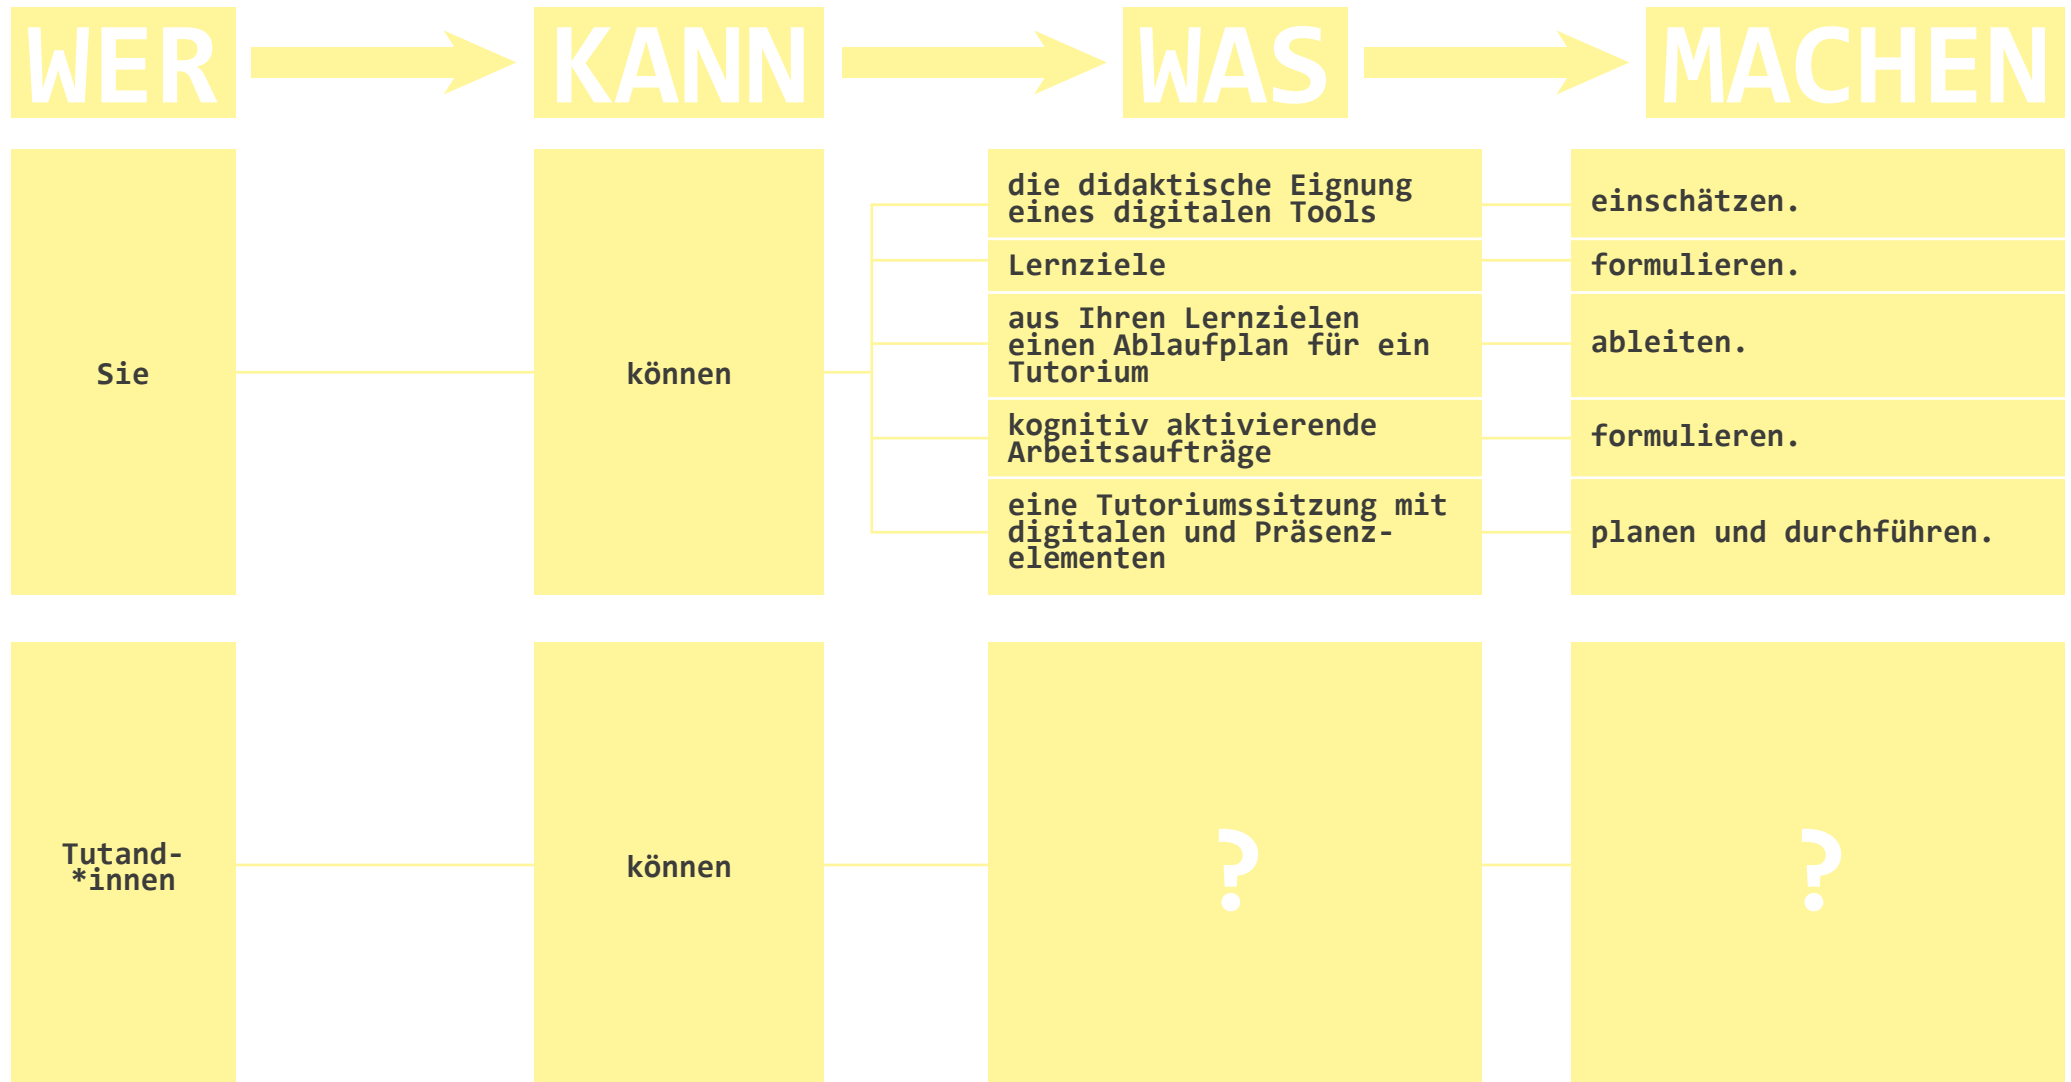 WER KANN WAS MACHEN
die didaktische Eignung
eines digitalen Tools
einschätzen.
Lernziele
formulieren.
aus Ihren Lernzielen
einen Ablaufplan für ein
Tutorium
ableiten.
Sie
können
kognitiv aktivierende
Arbeitsaufträge
formulieren.
eine Tutoriumssitzung mit
digitalen und Präsenz-
elementen
planen und durchführen.
Tutand-
*innen
können
?
?